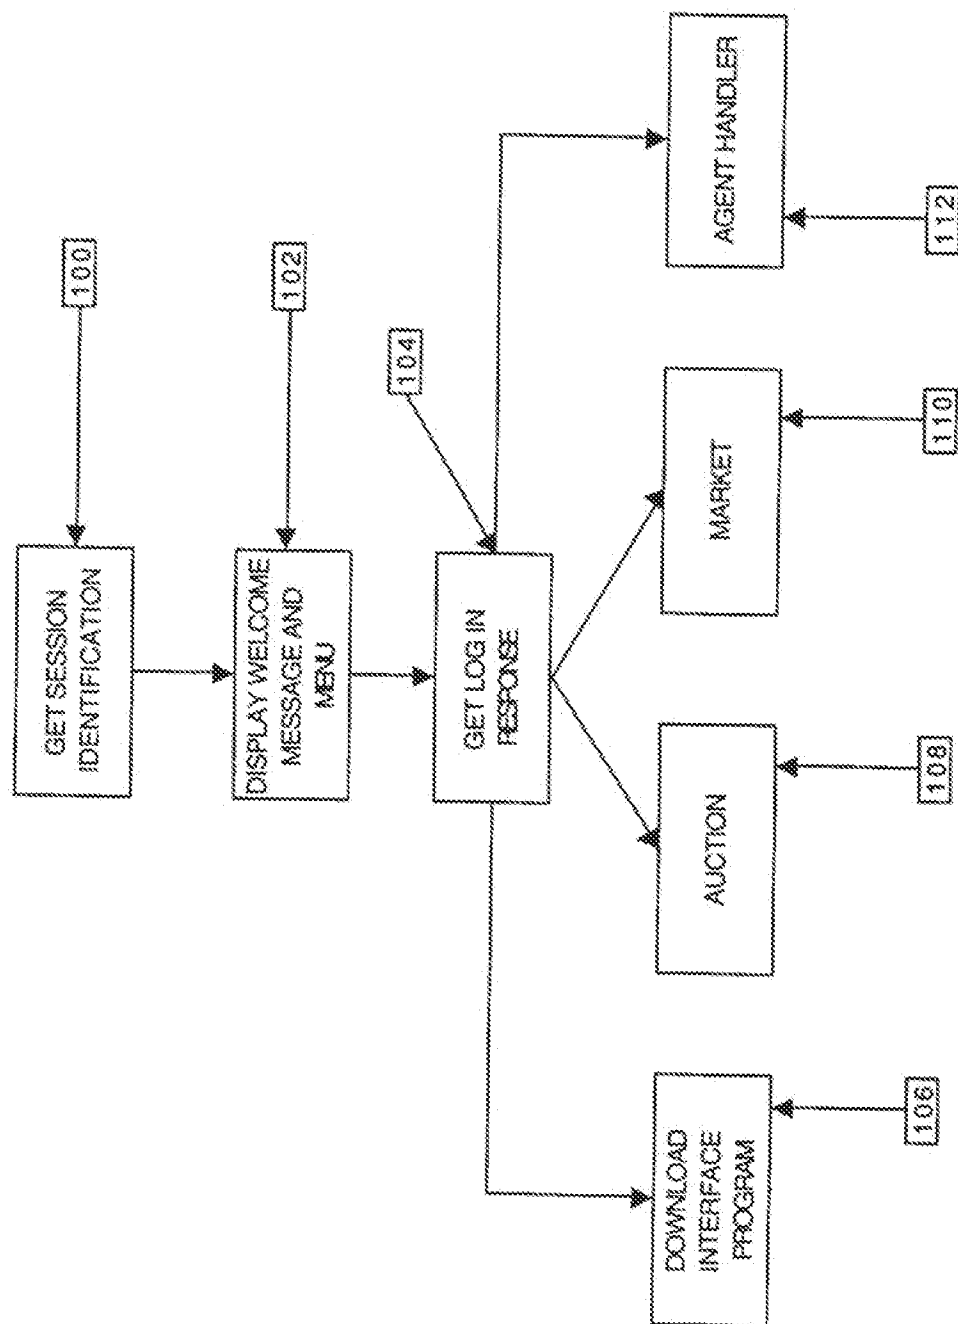 GET SESSION
IDENTIFICATION
100
DISPLAY WELCOME
MESSAGE AND
MENU
102
GET LOG IN
RESPONSE
104
DOWNLOAD
INTERFACE
PROGRAM
106
AUCTION
108
MARKET
110
AGENT HANDLER
112